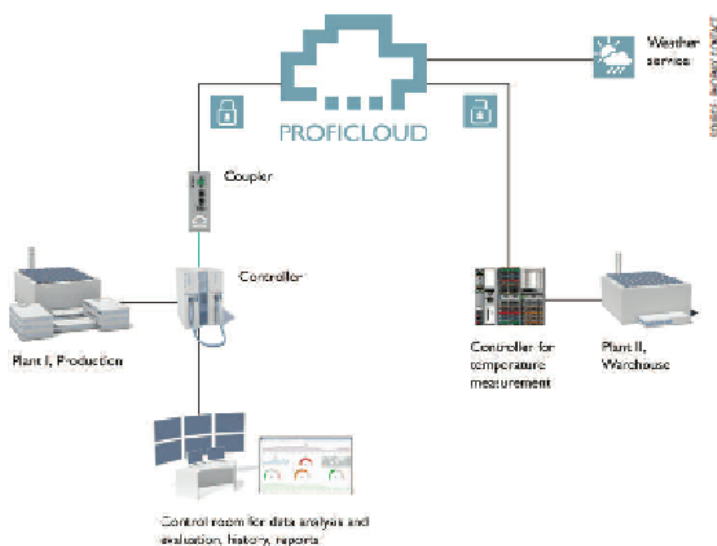 Weather
service
PROFICLOUD
Coupler
Controller
Plant I, Production
Controller for
temperature
measurement
Plant II,
Warehouse
Control room for data analysis and
evaluation, history, reports